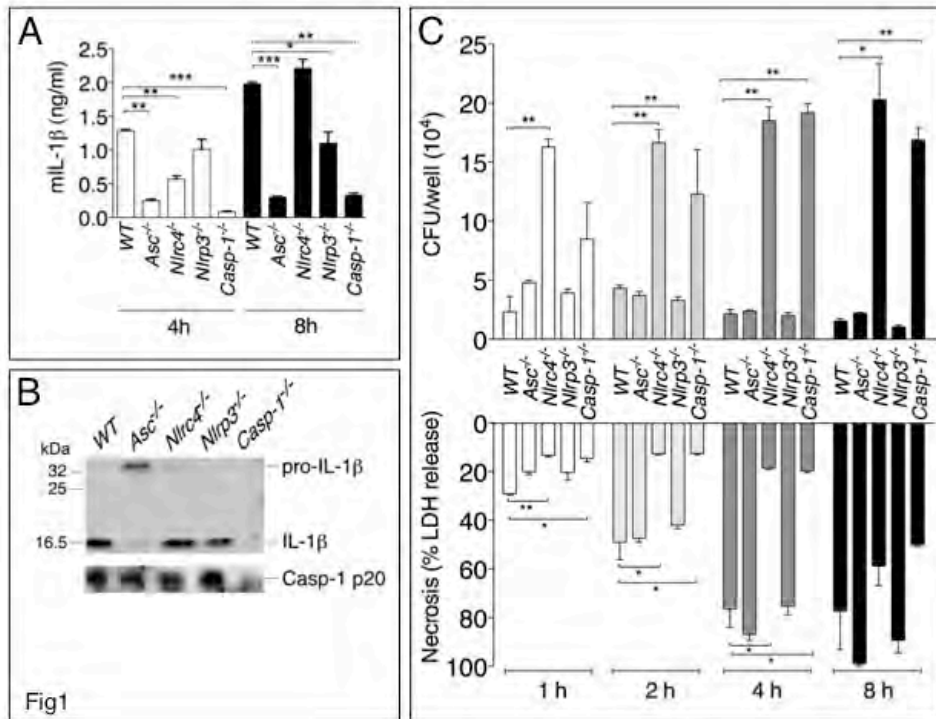 A
mIL-1β (ng/ml)
2.5
2.0
1.5
1.0
0.5
0.0
***
**
**
**
*
***
WT
Asc-/-
Nlrc4-/-
Nlrp3-/-
Casp-1-/-
WT
Asc-/-
Nlrc4-/-
Nlrp3-/-
Casp-1-/-
4h
8h
B
WT
Asc-/-
Nlrc4-/-
Nlrp3-/-
Casp-1-/-
kDa
32
25
16.5
pro-IL-1β
IL-1β
Casp-1 p20
Fig1
C
CFU/well (10⁴)
25
20
15
10
5
0
**
**
**
**
**
*
**
WT
Asc-/-
Nlrc4-/-
Nlrp3-/-
Casp-1-/-
WT
Asc-/-
Nlrc4-/-
Nlrp3-/-
Casp-1-/-
WT
Asc-/-
Nlrc4-/-
Nlrp3-/-
Casp-1-/-
WT
Asc-/-
Nlrc4-/-
Nlrp3-/-
Casp-1-/-
Necrosis (% LDH release)
0
20
40
60
80
100
**
*
*
*
*
*
1 h
2 h
4 h
8 h